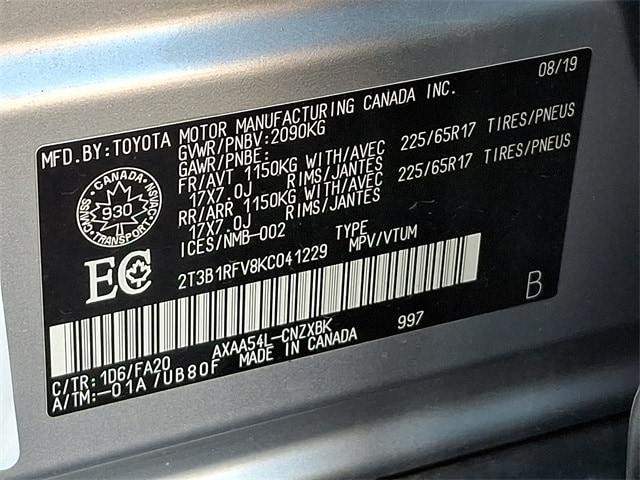 08/19
MFD.BY:TOYOTA MOTOR MANUFACTURING CANADA INC.
GVWR/PNBV:2090KG
GAWR/PNBE:
FR/AVT 1150KG WITH/AVEC 225/65R17 TIRES/PNEUS
17X7.0J RIMS/JANTES
RR/ARR 1150KG WITH/AVEC 225/65R17 TIRES/PNEUS
17X7.0J RIMS/JANTES
ICES/NMB-002
CANADA
CMVSS NSVAC
930
TRANSPORT
EC
TYPE
2T3B1RFV8KC041229 MPV/VTUM
B
AXAA54L-CNZXBK 997
C/TR: 1D6/FA20
A/TM:-01A/UB80F MADE IN CANADA